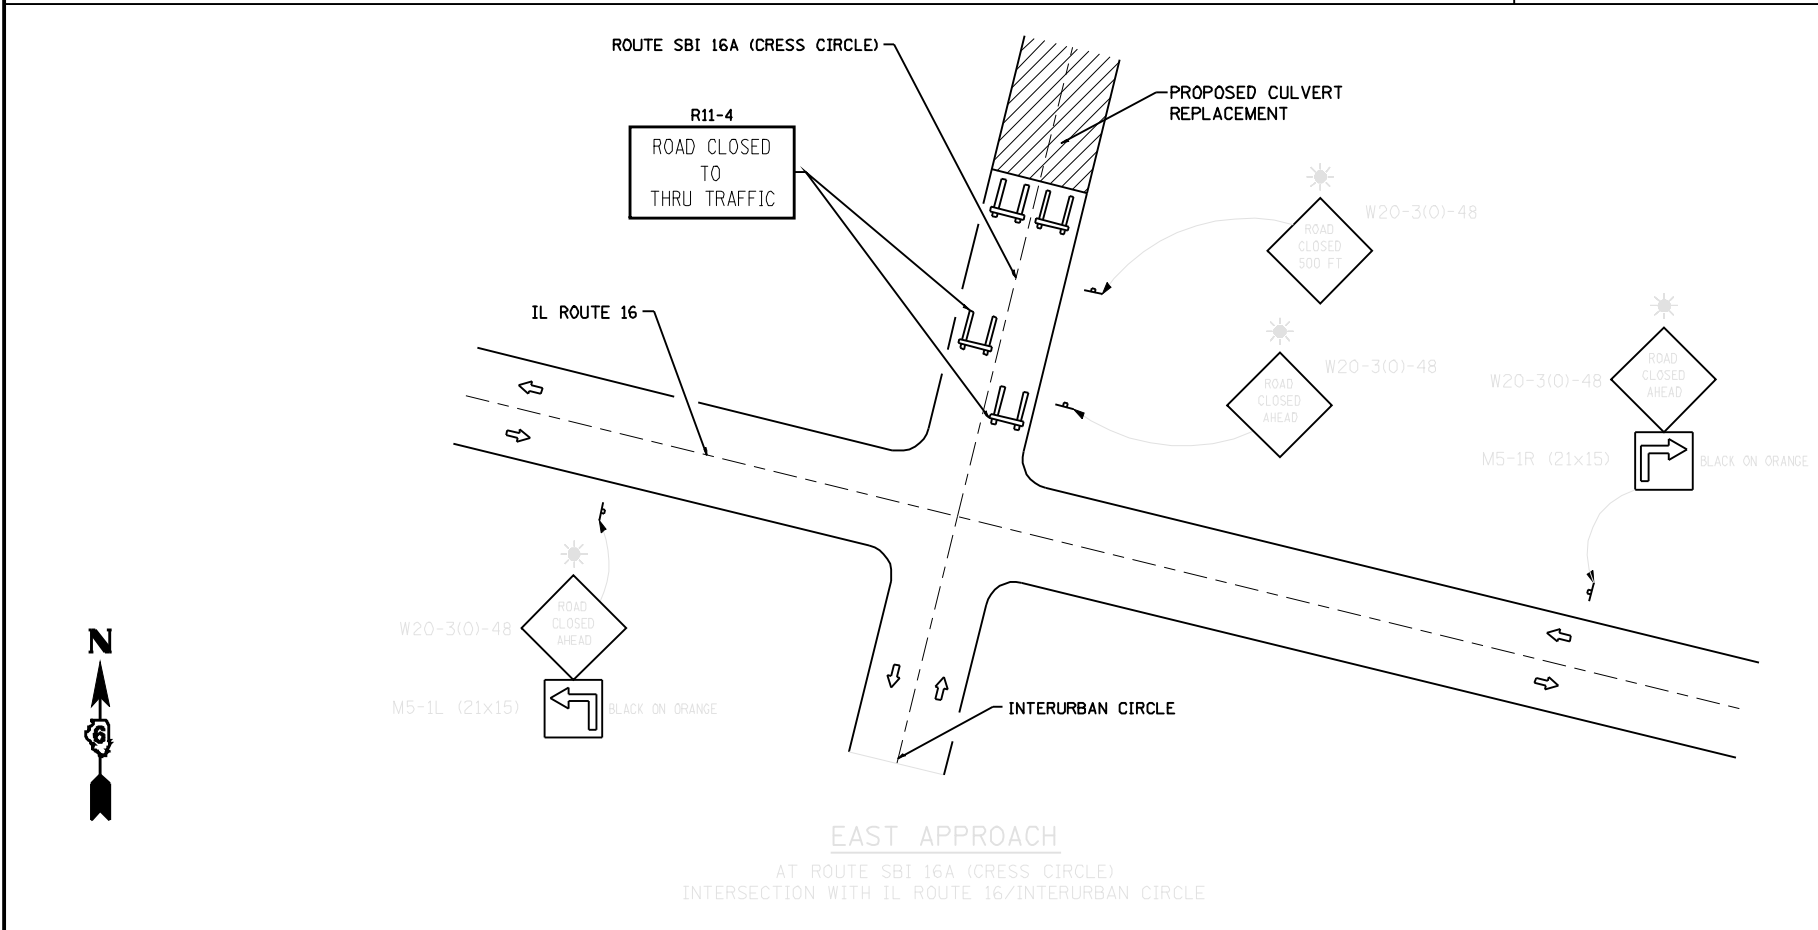 ROUTE SBI 16A (CRESS CIRCLE)
PROPOSED CULVERT
REPLACEMENT
R11-4
ROAD CLOSED
TO
THRU TRAFFIC
W20-3(O)-48
ROAD
CLOSED
500 FT
IL ROUTE 16
W20-3(O)-48
ROAD
CLOSED
AHEAD
W20-3(O)-48
ROAD
CLOSED
AHEAD
M5-1R (21x15)
BLACK ON ORANGE
W20-3(O)-48
ROAD
CLOSED
AHEAD
M5-1L (21x15)
BLACK ON ORANGE
INTERURBAN CIRCLE
N
6
EAST APPROACH
AT ROUTE SBI 16A (CRESS CIRCLE)
INTERSECTION WITH IL ROUTE 16/INTERURBAN CIRCLE